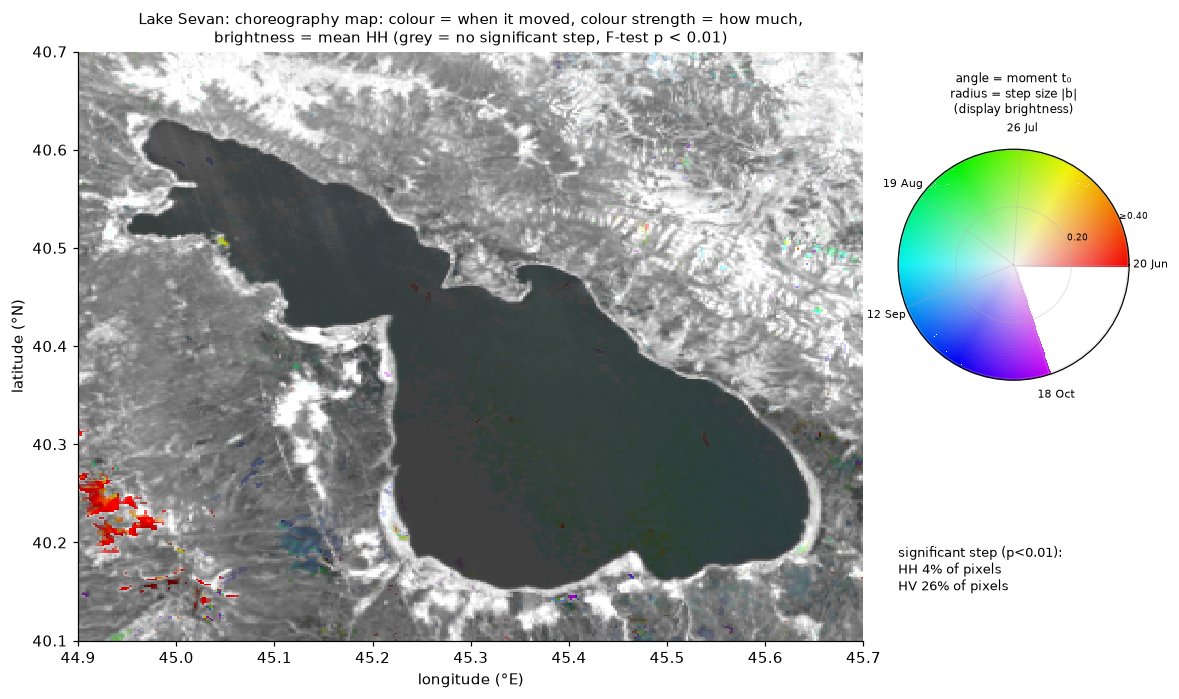 Lake Sevan: choreography map: colour = when it moved, colour strength = how much,
brightness = mean HH (grey = no significant step, F-test p < 0.01)
40.7
40.6
40.5
40.4
40.3
40.2
40.1
latitude (°N)
44.9 45.0 45.1 45.2 45.3 45.4 45.5 45.6 45.7
longitude (°E)
angle = moment t₀
radius = step size |b|
(display brightness)
26 Jul
19 Aug
≥0.40
0.20
20 Jun
12 Sep
18 Oct
significant step (p<0.01):
HH 4% of pixels
HV 26% of pixels